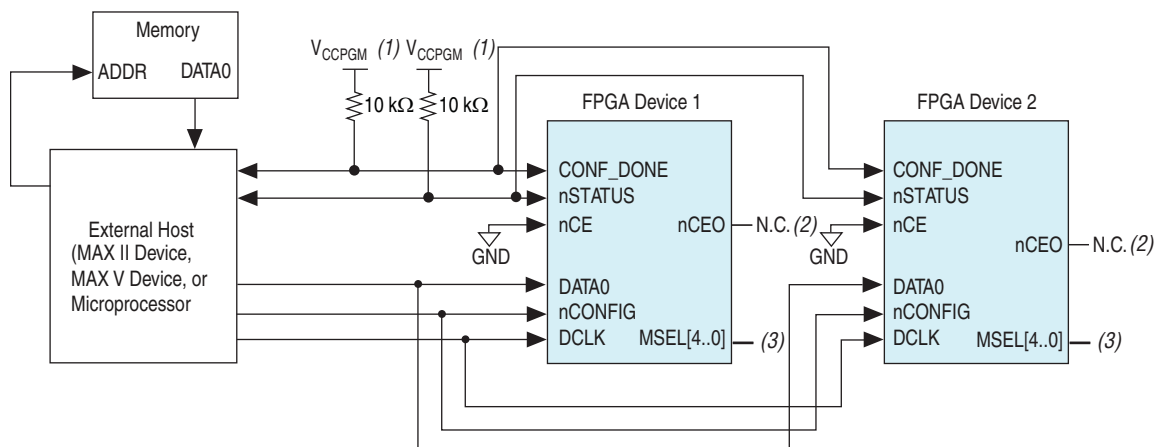 Memory
ADDR DATA0
VCCPGM (1) VCCPGM (1)
10 kΩ 10 kΩ
External Host
(MAX II Device,
MAX V Device, or
Microprocessor
FPGA Device 1
CONF_DONE
nSTATUS
nCE
nCEO N.C. (2)
GND
DATA0
nCONFIG
DCLK MSEL[4..0] (3)
FPGA Device 2
CONF_DONE
nSTATUS
nCE
nCEO N.C. (2)
GND
DATA0
nCONFIG
DCLK MSEL[4..0] (3)